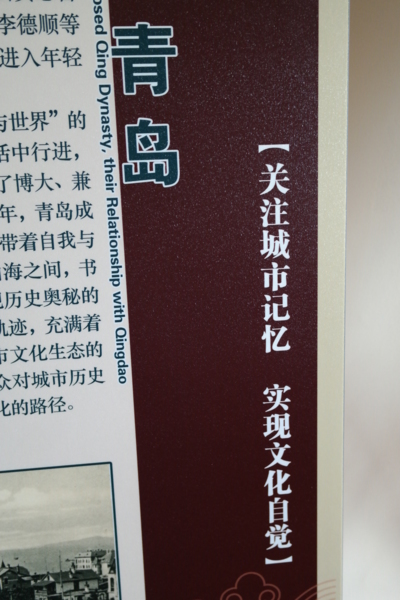 李德顺等
进入年轻
与世界”的
活中行进，
了博大、兼
年，青岛成
带着自我与
山海之间，书
见历史奥秘的
轨迹，充满着
市文化生态的
众对城市历史
化的路径。
osed Qing Dynasty, their Relationship with Qingdao
青岛
【关注城市记忆 实现文化自觉】